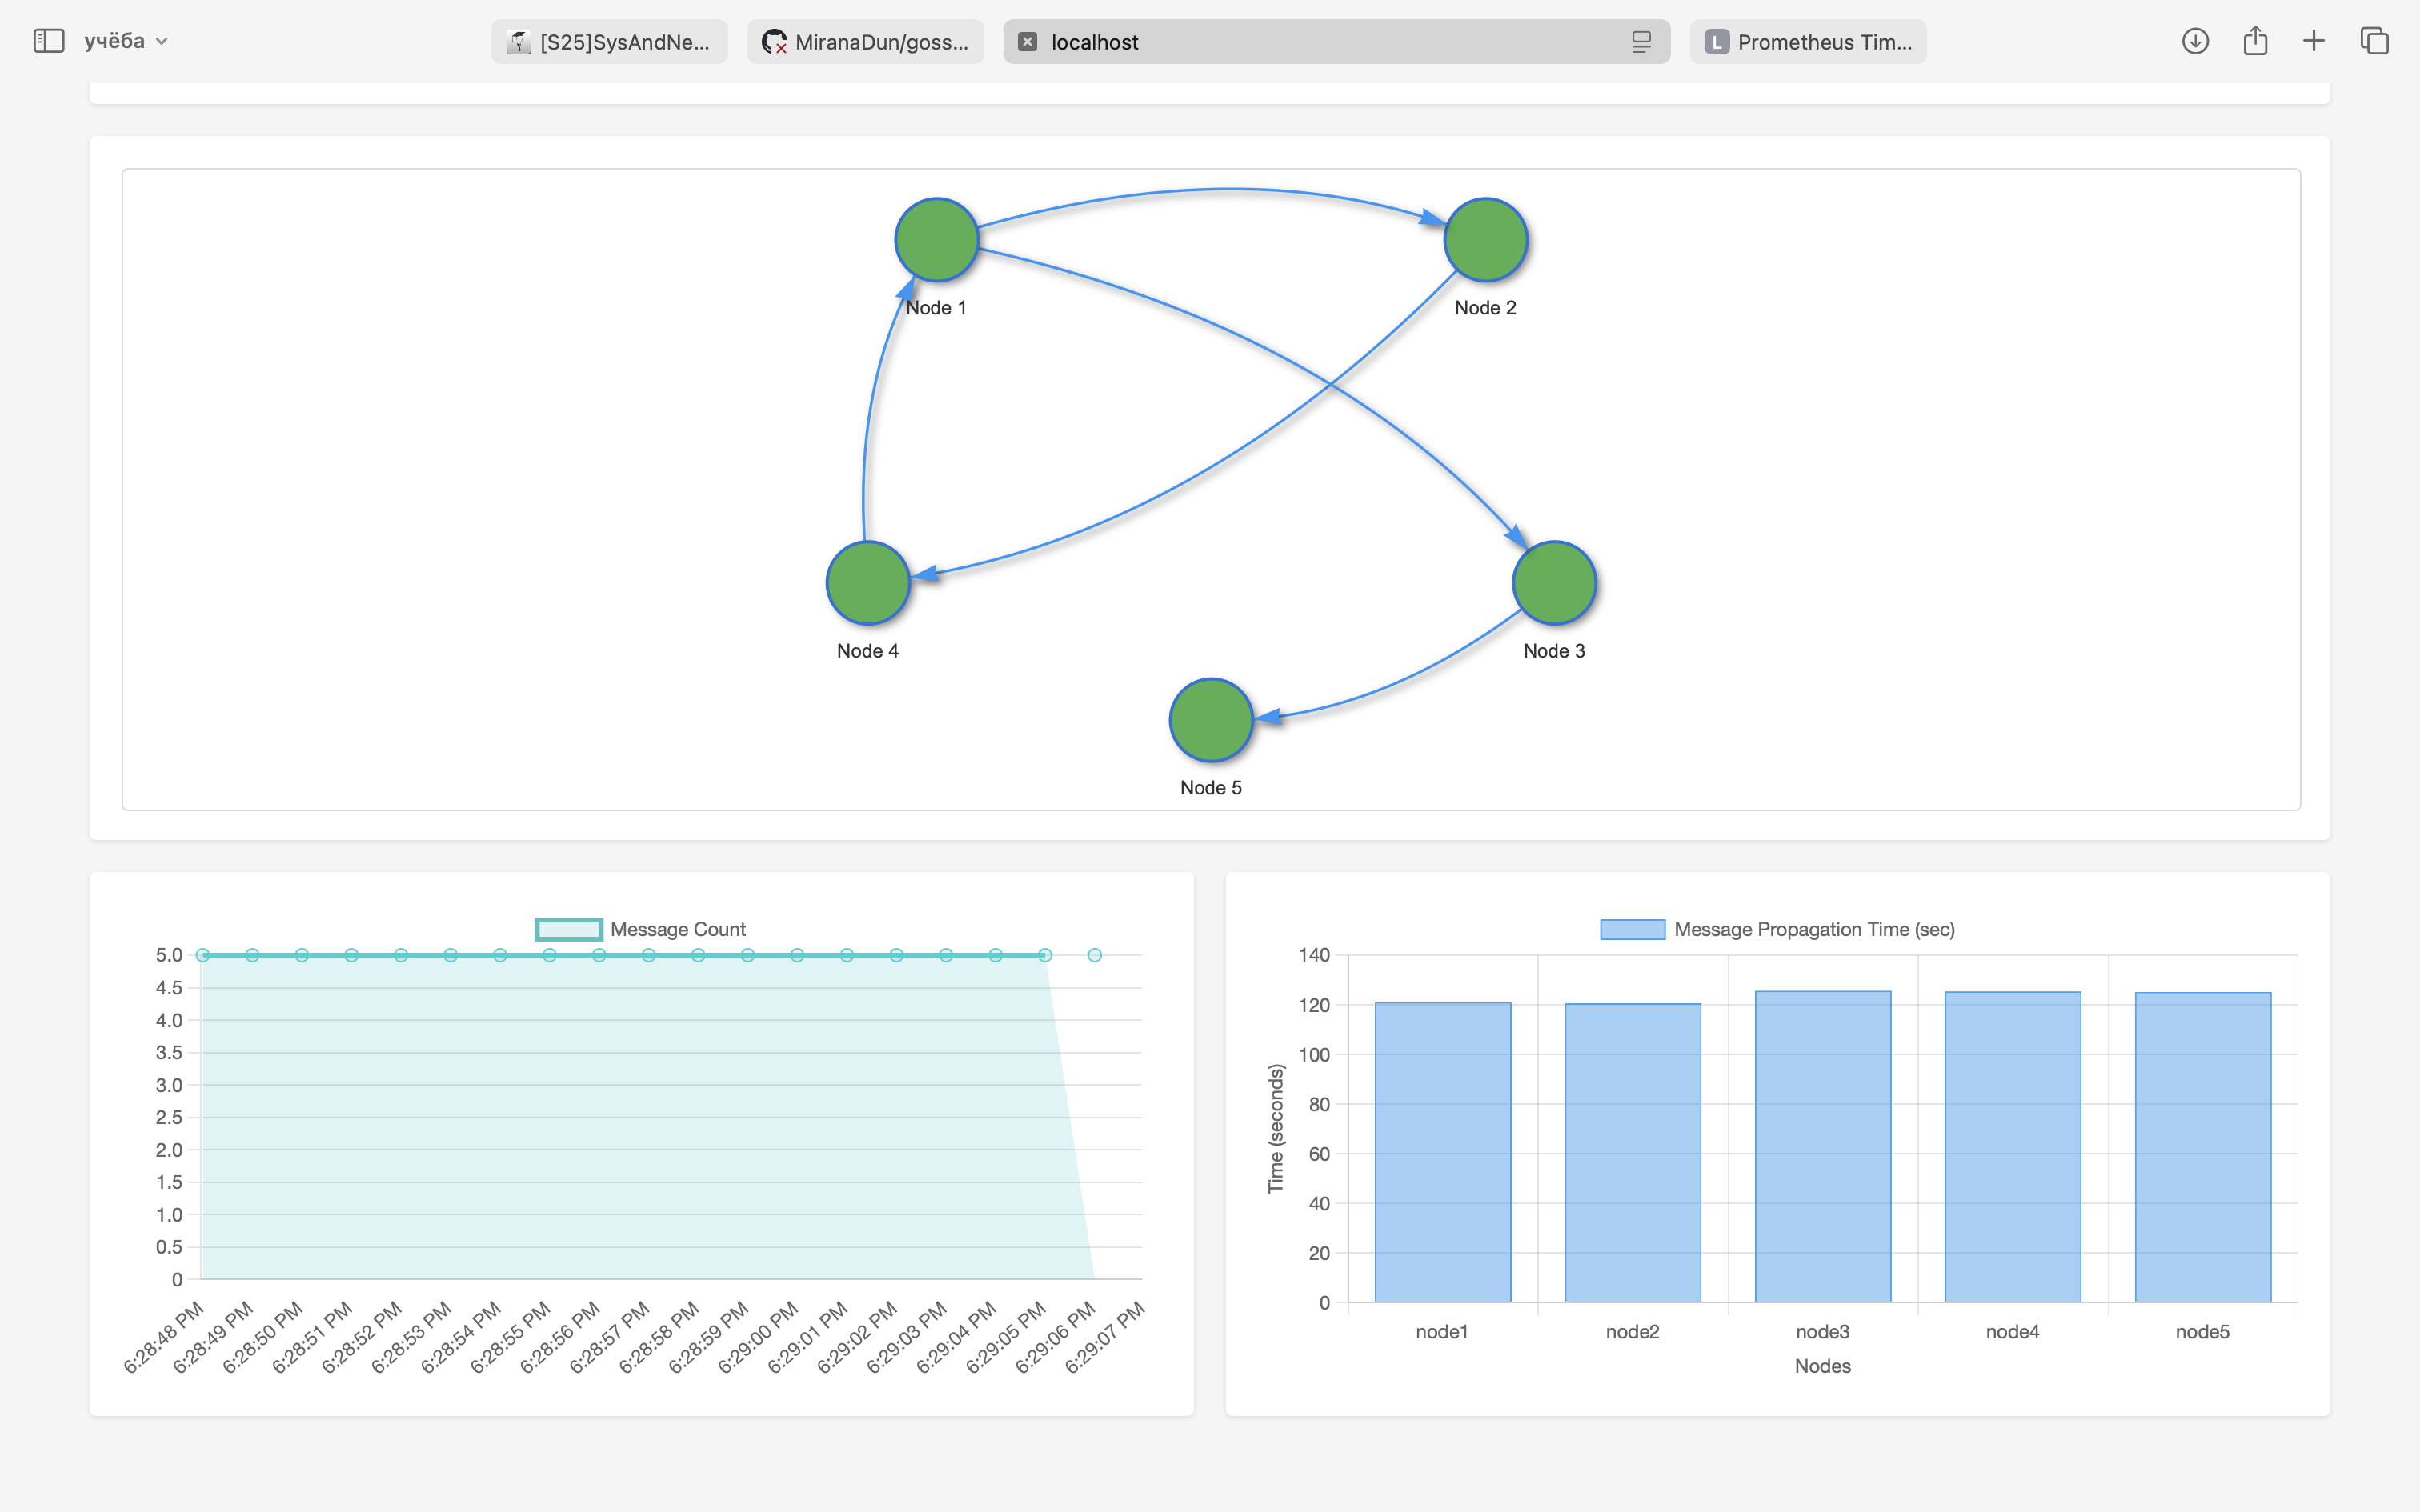 учёба
[S25]SysAndNe...
MiranaDun/goss...
localhost
L
Prometheus Tim...
Node 1
Node 2
Node 4
Node 3
Node 5
Message Count
5.0
4.5
4.0
3.5
3.0
2.5
2.0
1.5
1.0
0.5
0
6:28:48 PM
6:28:49 PM
6:28:50 PM
6:28:51 PM
6:28:52 PM
6:28:53 PM
6:28:54 PM
6:28:55 PM
6:28:56 PM
6:28:57 PM
6:28:58 PM
6:28:59 PM
6:29:00 PM
6:29:01 PM
6:29:02 PM
6:29:03 PM
6:29:04 PM
6:29:05 PM
6:29:06 PM
6:29:07 PM
Message Propagation Time (sec)
Time (seconds)
140
120
100
80
60
40
20
0
node1
node2
node3
node4
node5
Nodes